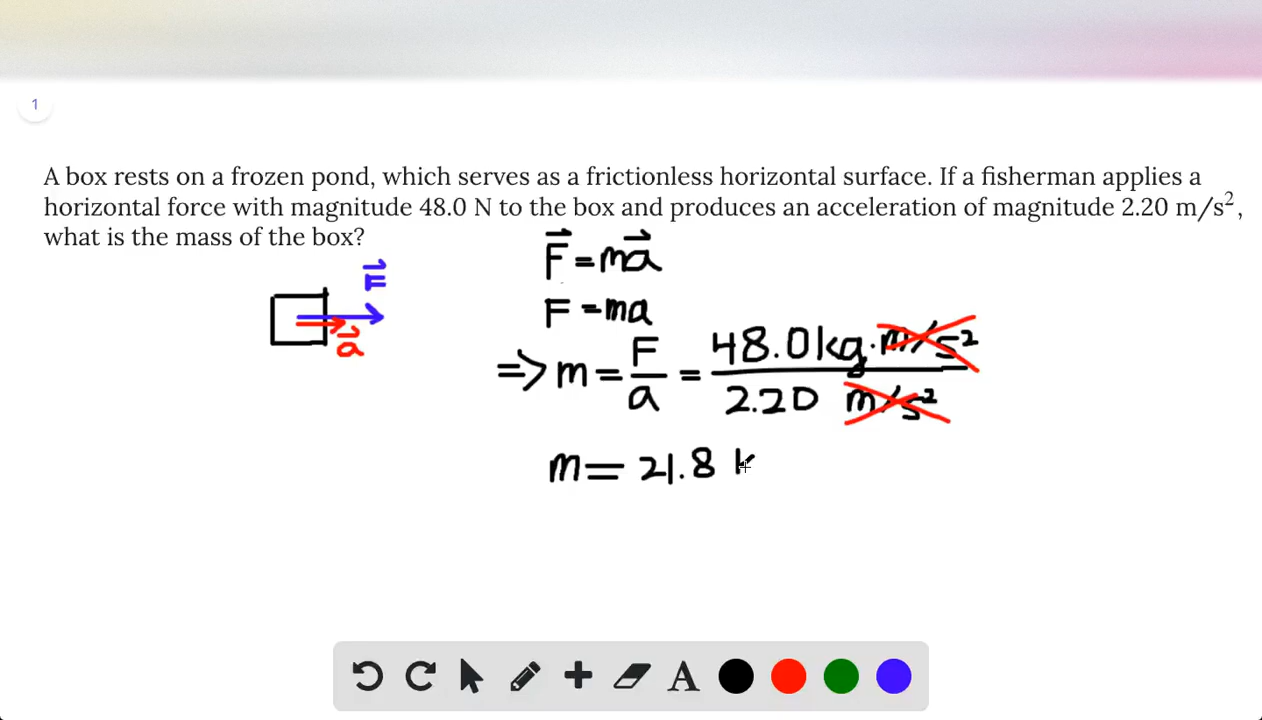 1
A box rests on a frozen pond, which serves as a frictionless horizontal surface. If a fisherman applies a
horizontal force with magnitude 48.0 N to the box and produces an acceleration of magnitude 2.20 m/s²,
what is the mass of the box?
F⃗ = ma⃗
F⃗
F = ma
a⃗
=> m = F/a = 48.0 kg·m/s² / 2.20 m/s²
m = 21.8 k
A